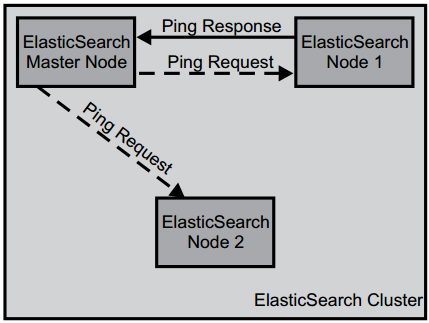 ElasticSearch
Master Node
Ping Response
Ping Request
ElasticSearch
Node 1
Ping Request
ElasticSearch
Node 2
ElasticSearch Cluster